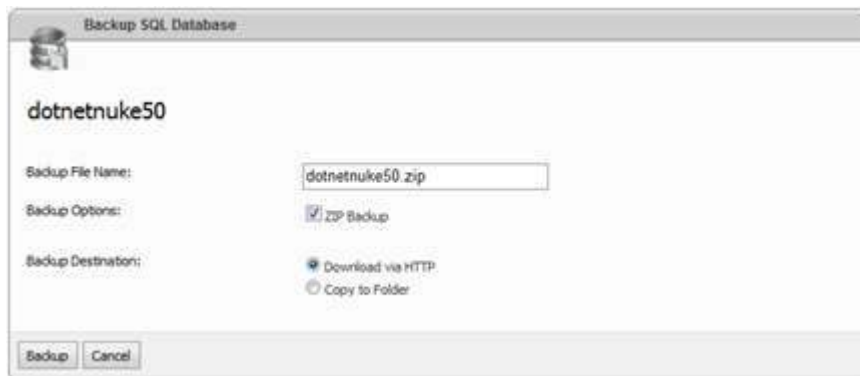 Backup SQL Database
dotnetnuke50
Backup File Name:
dotnetnuke50.zip
Backup Options:
ZIP Backup
Backup Destination:
Download via HTTP
Copy to Folder
Backup Cancel